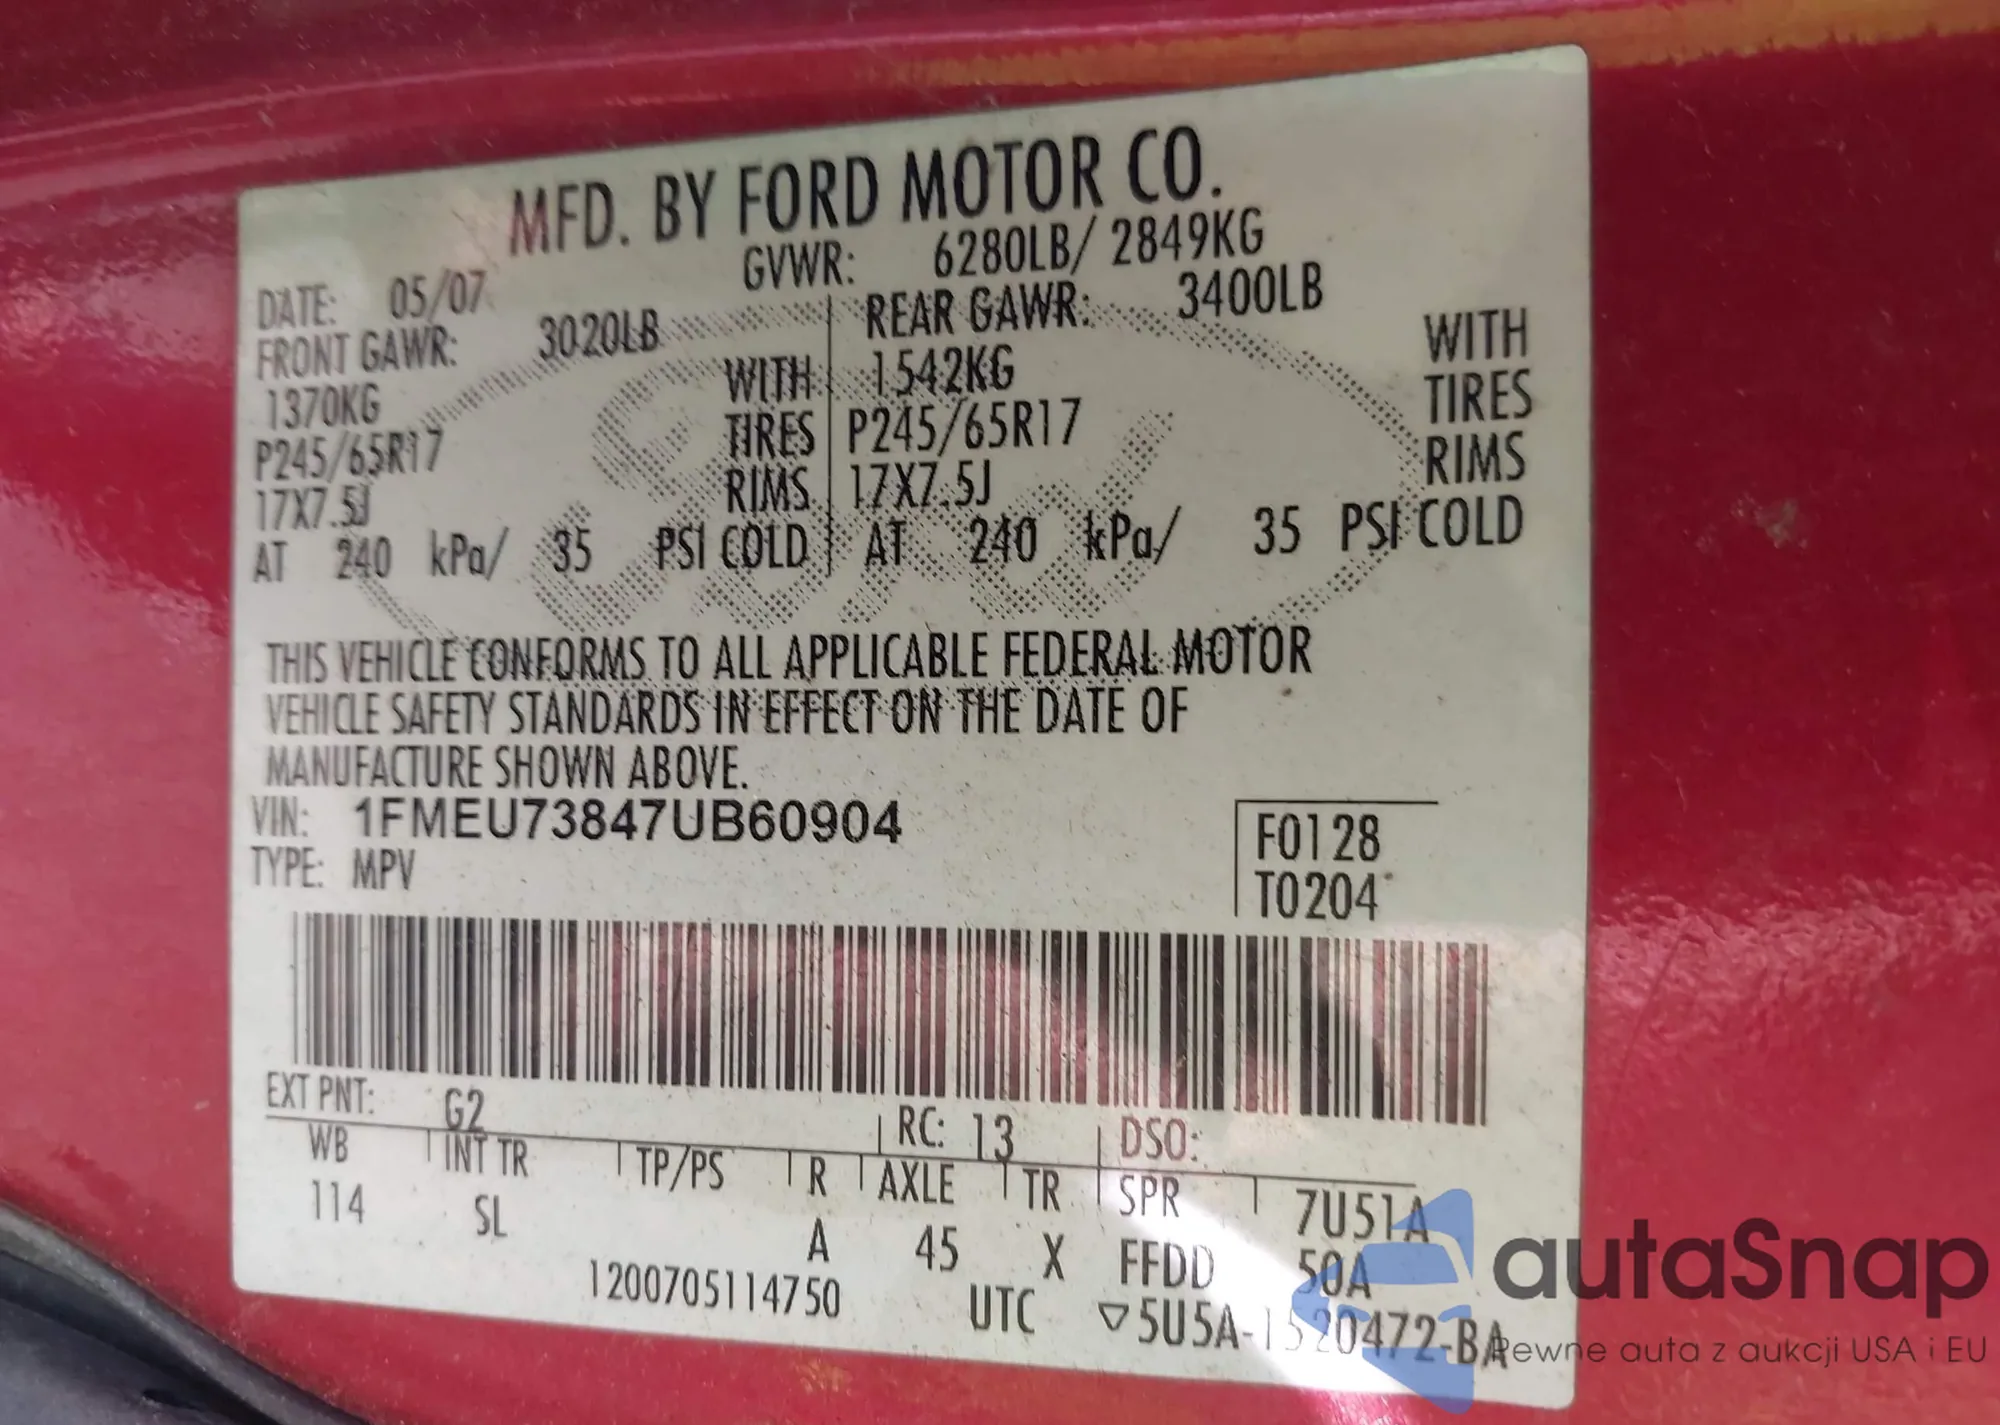 MFD. BY FORD MOTOR CO.
DATE: 05/07 GVWR: 6280LB/ 2849KG
FRONT GAWR: 3020LB REAR GAWR: 3400LB
1370KG WITH 1542KG WITH
P245/65R17 TIRES P245/65R17 TIRES
17X7.5J RIMS 17X7.5J RIMS
AT 240 kPa/ 35 PSI COLD AT 240 kPa/ 35 PSI COLD
THIS VEHICLE CONFORMS TO ALL APPLICABLE FEDERAL MOTOR
VEHICLE SAFETY STANDARDS IN EFFECT ON THE DATE OF
MANUFACTURE SHOWN ABOVE.
VIN: 1FMEU73847UB60904 F0128
TYPE: MPV T0204
EXT PNT: G2 RC: 13 DSO:
WB INT TR TP/PS R AXLE TR SPR 7U51A
114 SL A 45 X FFDD 50A
1200705114750 UTC ▽5U5A-1520472-BA
autaSnap
Pewne auta z aukcji USA i EU